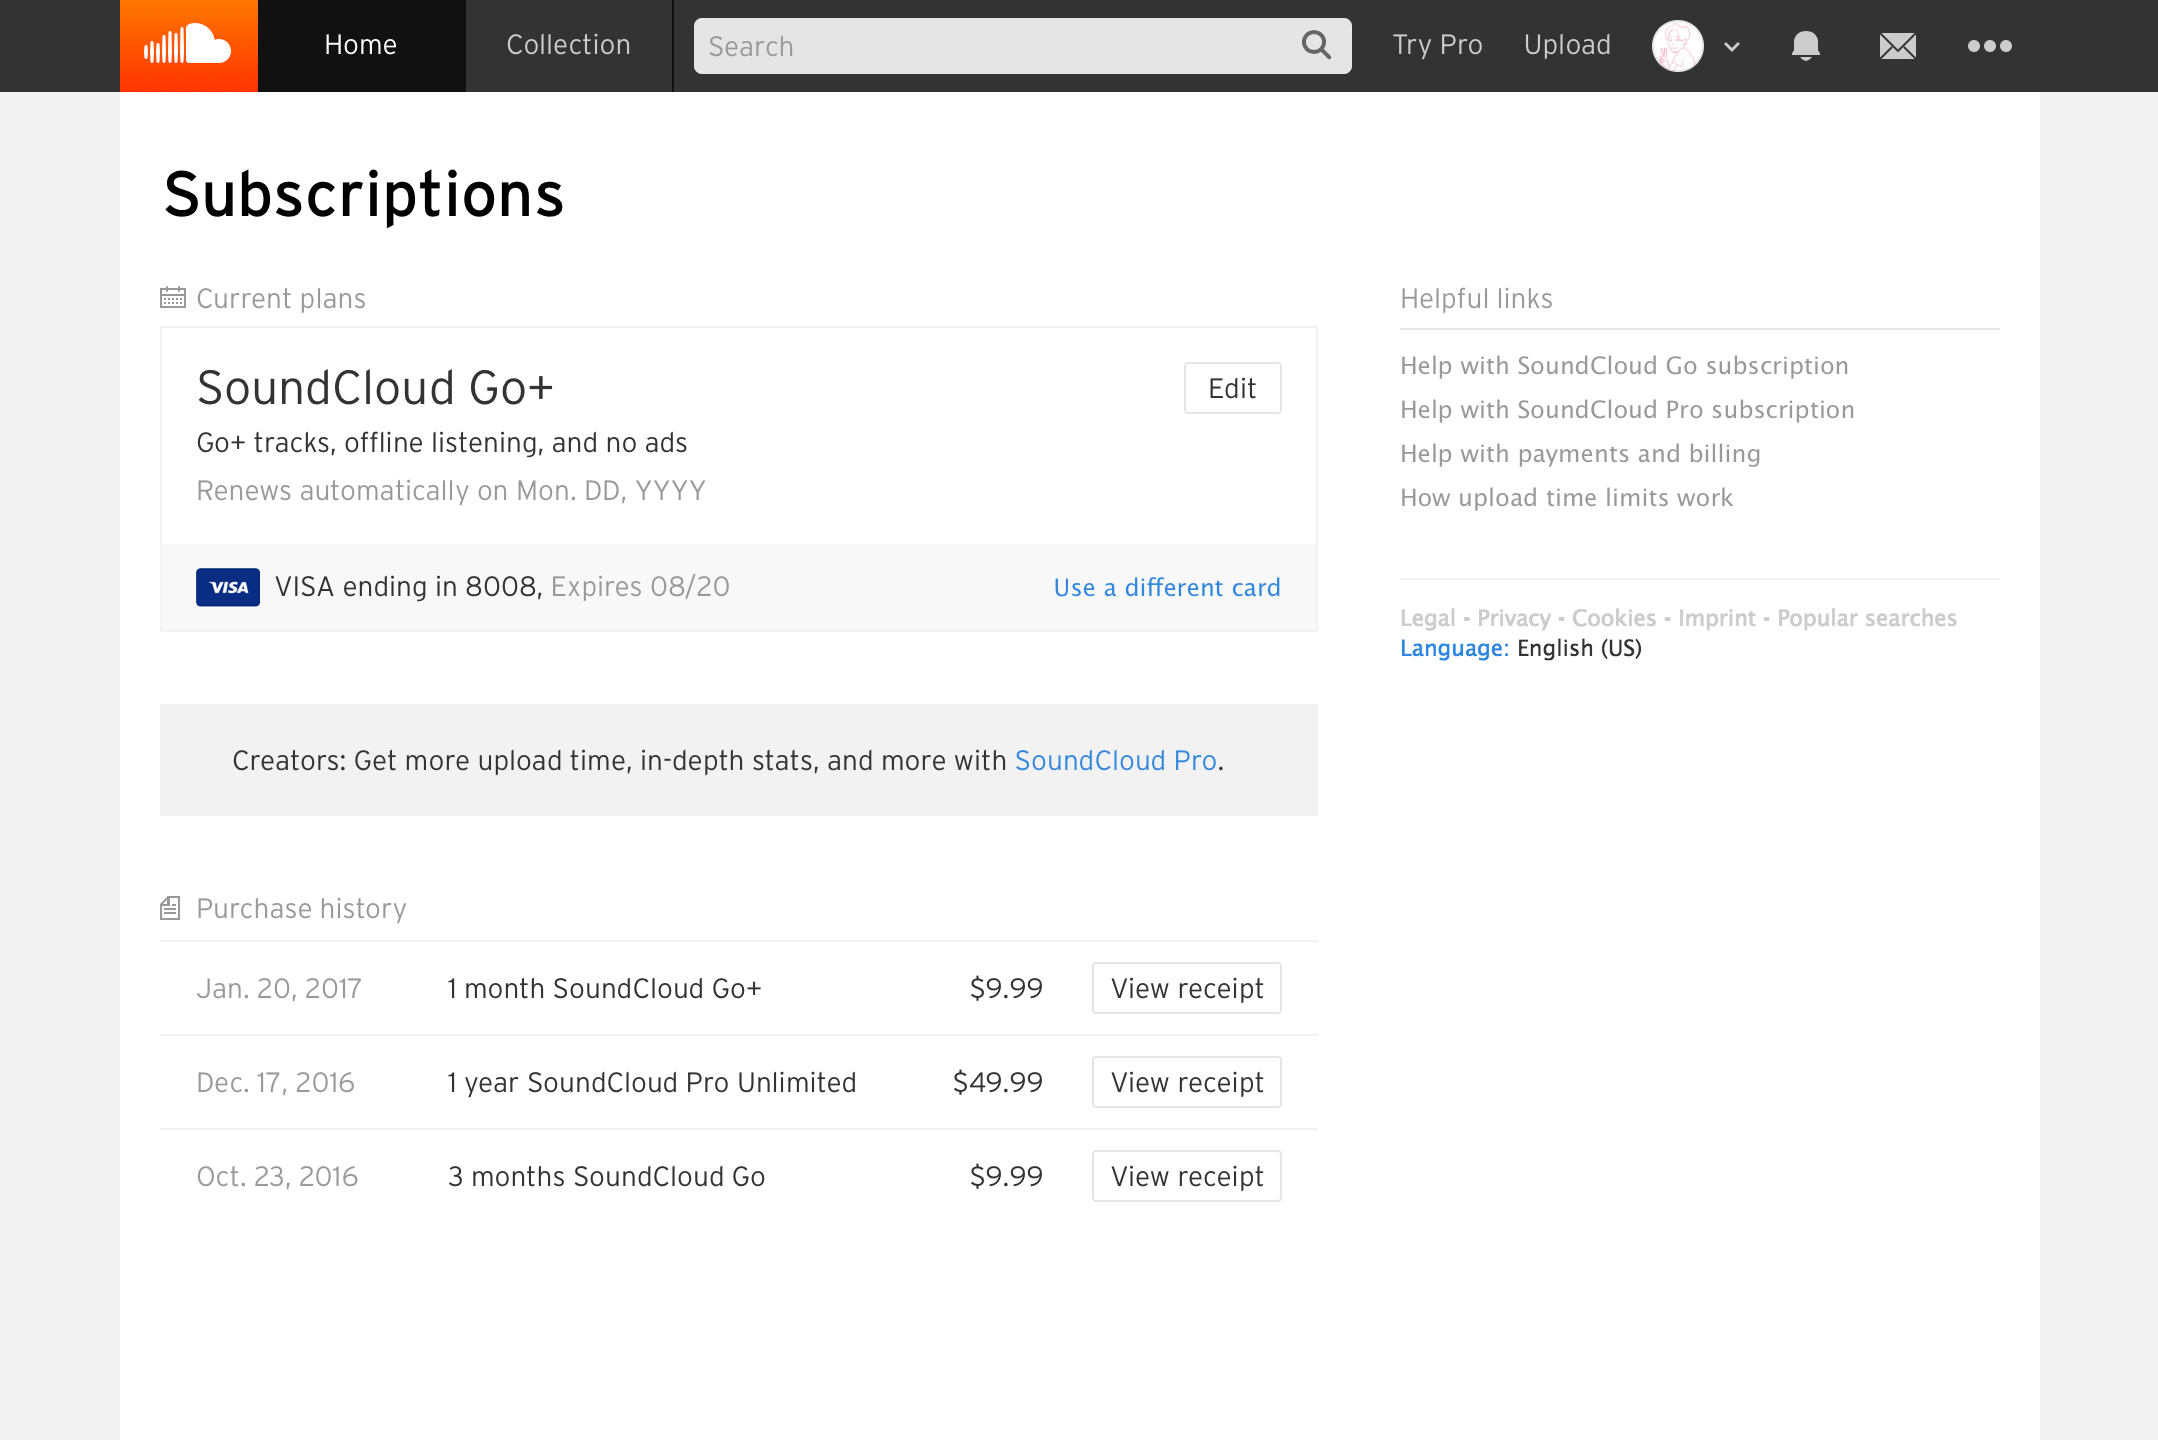 Home
Collection
Search
Try Pro
Upload
Subscriptions
Current plans
SoundCloud Go+
Edit
Go+ tracks, offline listening, and no ads
Renews automatically on Mon. DD, YYYY
VISA VISA ending in 8008, Expires 08/20
Use a different card
Creators: Get more upload time, in-depth stats, and more with SoundCloud Pro.
Purchase history
Jan. 20, 2017 1 month SoundCloud Go+ $9.99 View receipt
Dec. 17, 2016 1 year SoundCloud Pro Unlimited $49.99 View receipt
Oct. 23, 2016 3 months SoundCloud Go $9.99 View receipt
Helpful links
Help with SoundCloud Go subscription
Help with SoundCloud Pro subscription
Help with payments and billing
How upload time limits work
Legal - Privacy - Cookies - Imprint - Popular searches
Language: English (US)